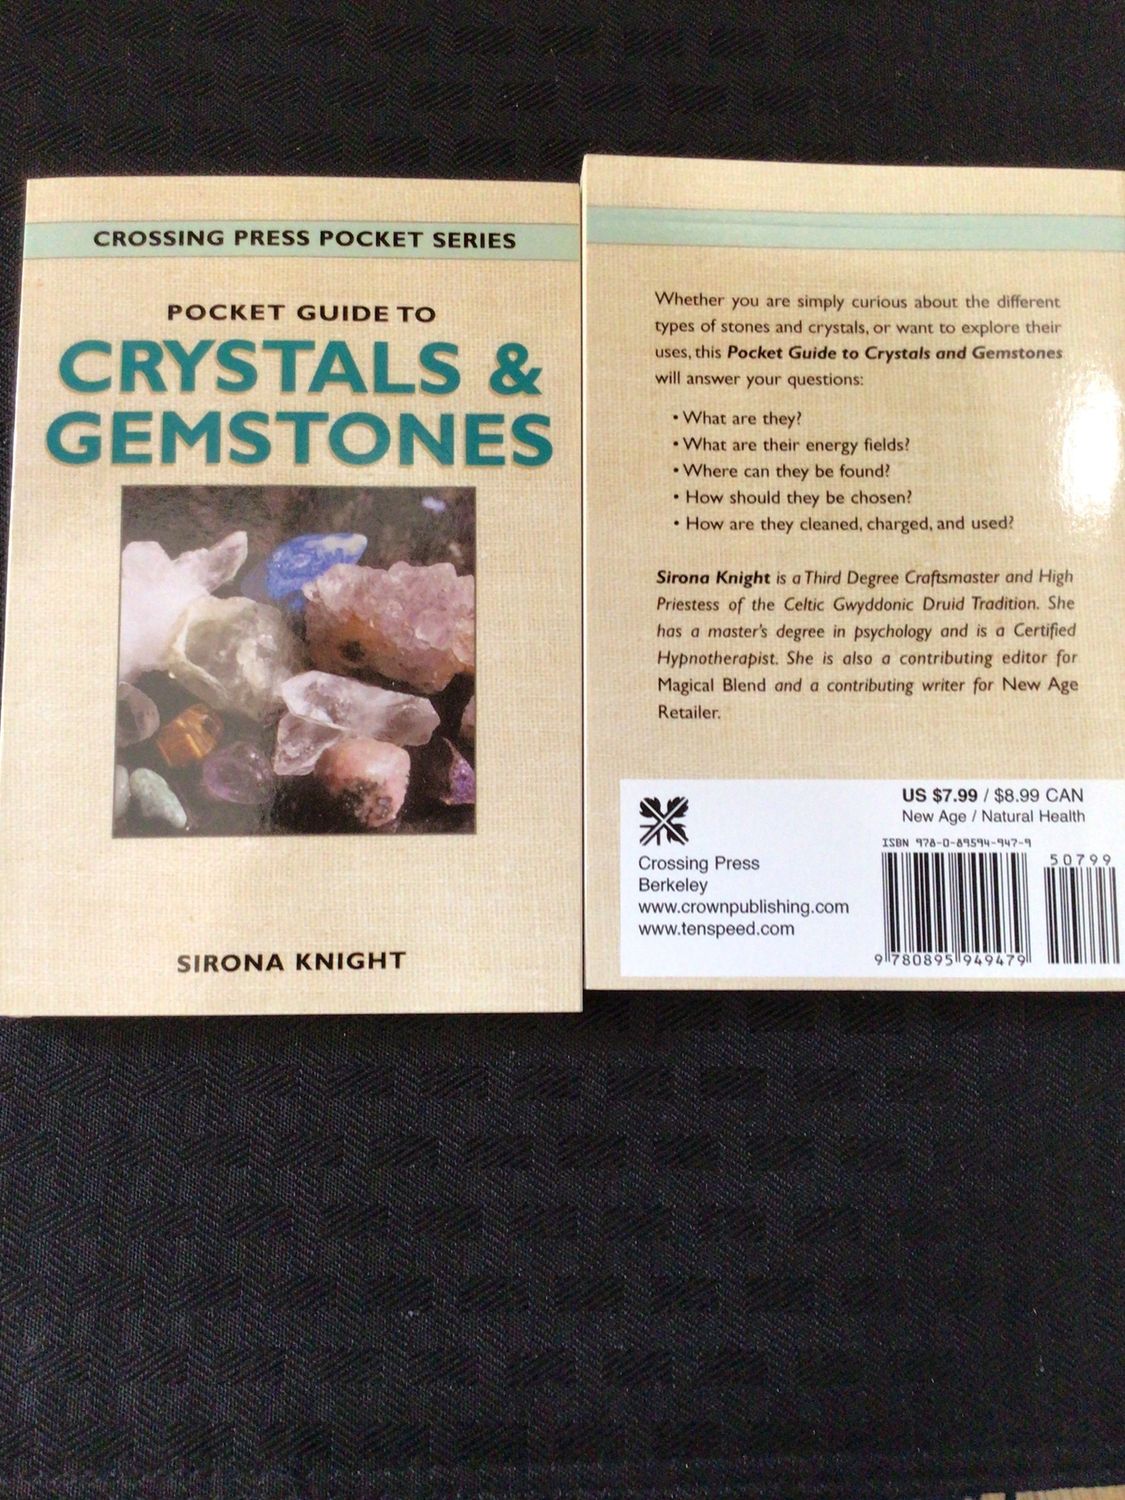 CROSSING PRESS POCKET SERIES
POCKET GUIDE TO
CRYSTALS &
GEMSTONES
SIRONA KNIGHT
Whether you are simply curious about the different
types of stones and crystals, or want to explore their
uses, this Pocket Guide to Crystals and Gemstones
will answer your questions:
• What are they?
• What are their energy fields?
• Where can they be found?
• How should they be chosen?
• How are they cleaned, charged, and used?
Sirona Knight is a Third Degree Craftsmaster and High
Priestess of the Celtic Gwyddonic Druid Tradition. She
has a master's degree in psychology and is a Certified
Hypnotherapist. She is also a contributing editor for
Magical Blend and a contributing writer for New Age
Retailer.
Crossing Press
Berkeley
www.crownpublishing.com
www.tenspeed.com
US $7.99 / $8.99 CAN
New Age / Natural Health
ISBN 978-0-89594-947-9
50799
9 780895 949479